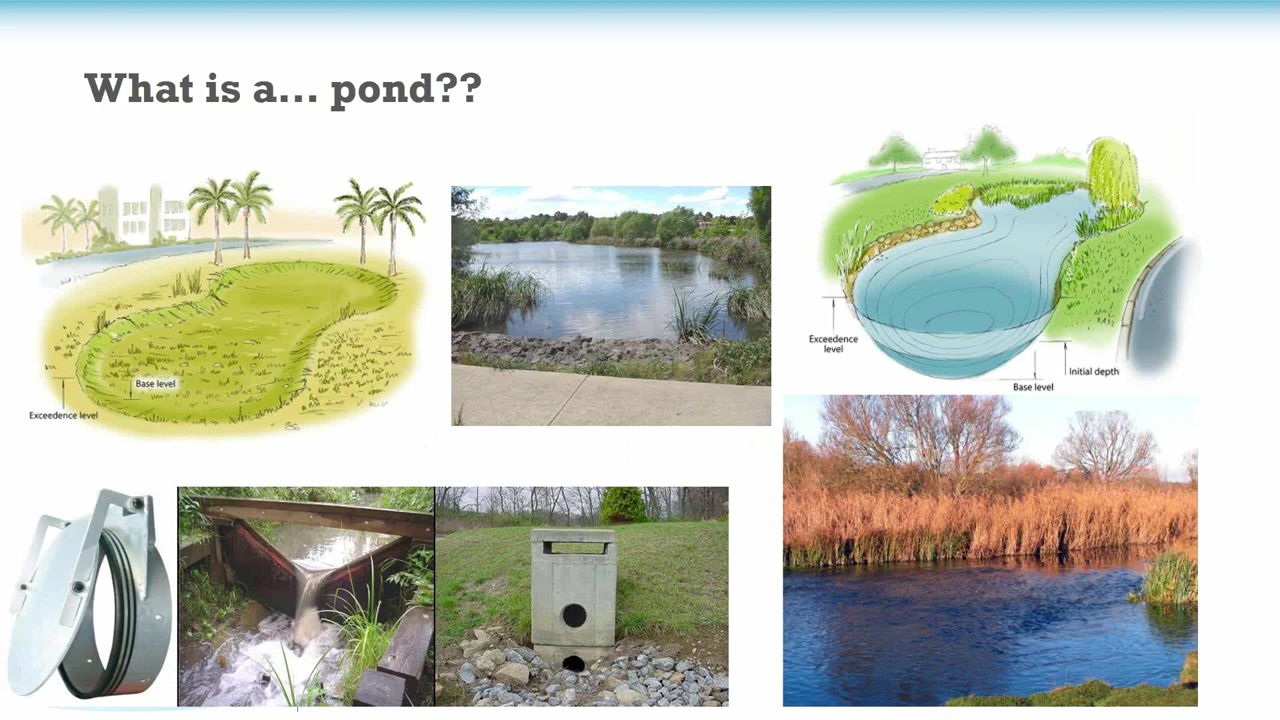 What is a... pond??
Base level
Exceedence level
Exceedence
level
Initial depth
Base level